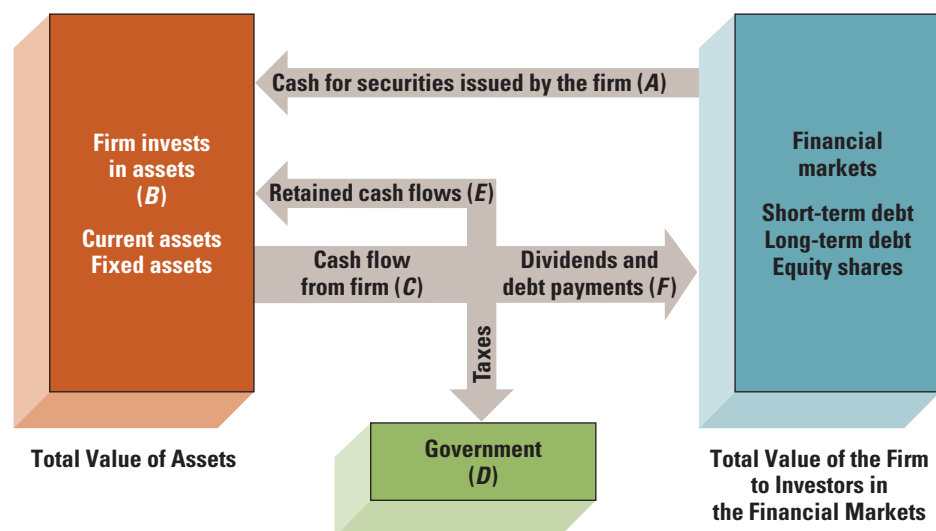 Cash for securities issued by the firm (A)
Firm invests
in assets
(B)
Current assets
Fixed assets
Financial
markets
Short-term debt
Long-term debt
Equity shares
Retained cash flows (E)
Cash flow
from firm (C)
Dividends and
debt payments (F)
Taxes
Government
(D)
Total Value of Assets
Total Value of the Firm
to Investors in
the Financial Markets